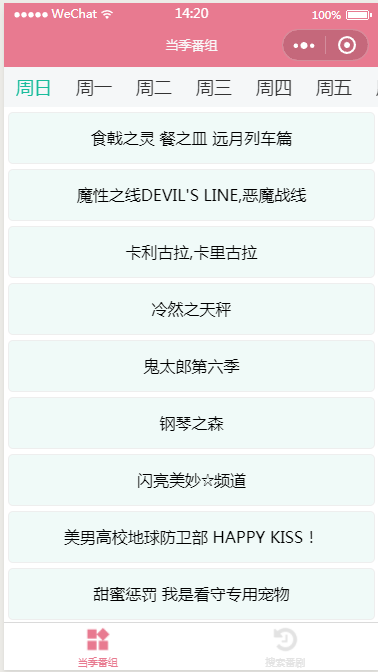 WeChat 14:20 100%
当季番组
周日 周一 周二 周三 周四 周五
食戟之灵 餐之皿 远月列车篇
魔性之线DEVIL'S LINE,恶魔战线
卡利古拉,卡里古拉
冷然之天秤
鬼太郎第六季
钢琴之森
闪亮美妙☆频道
美男高校地球防卫部 HAPPY KISS！
甜蜜惩罚 我是看守专用宠物
当季番组 搜索番剧